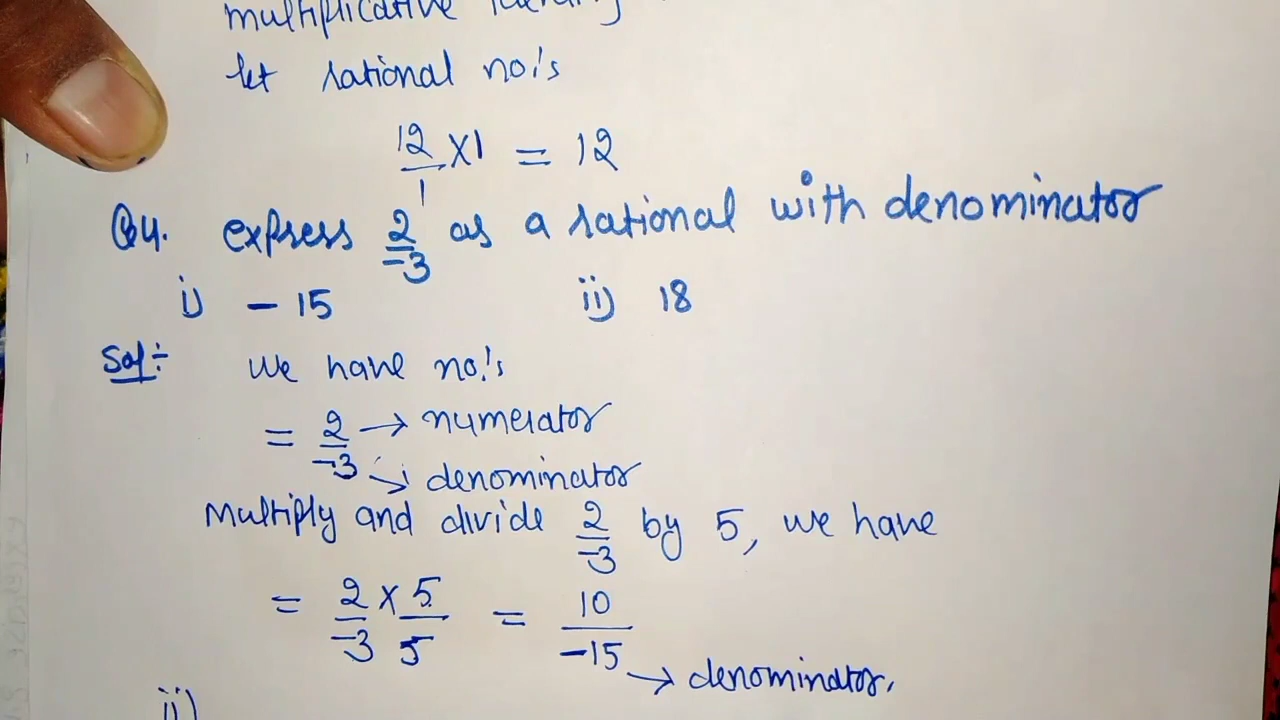 multiplicative identity
let rational no.'s
12/1 × 1 = 12
Q4. express 2/-3 as a rational with denominator
i) - 15 ii) 18
Sol:- We have no.'s
= 2/-3 → numerator
→ denominator
Multiply and divide 2/-3 by 5, we have
= 2/-3 × 5/5 = 10/-15
→ denominator.
ii)